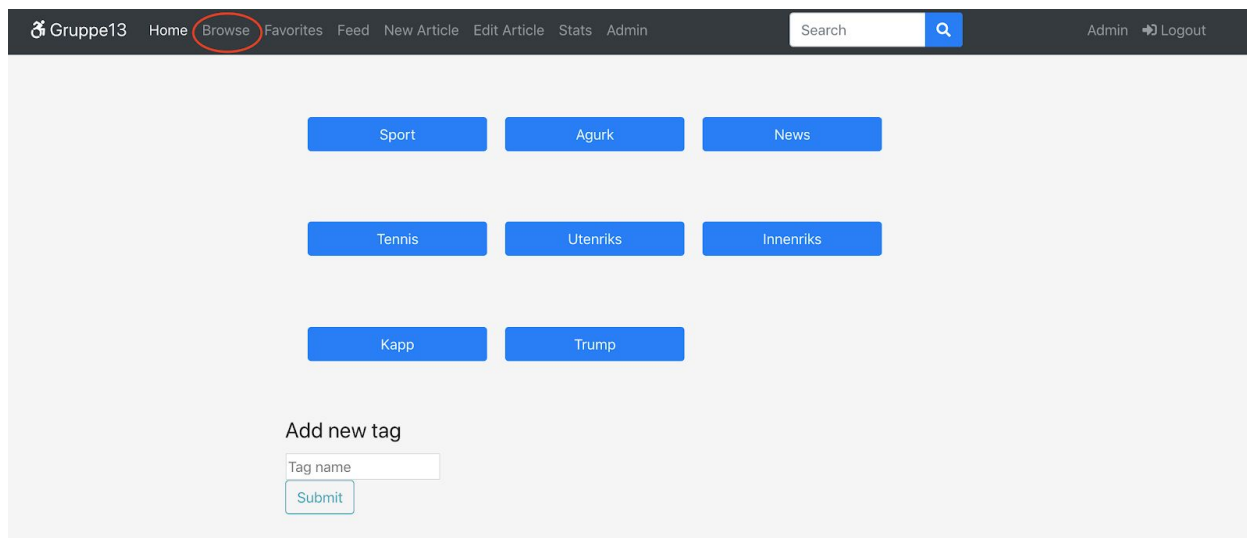 Gruppe13 Home Browse Favorites Feed New Article Edit Article Stats Admin Search Admin Logout
Sport Agurk News
Tennis Utenriks Innenriks
Kapp Trump
Add new tag
Tag name
Submit